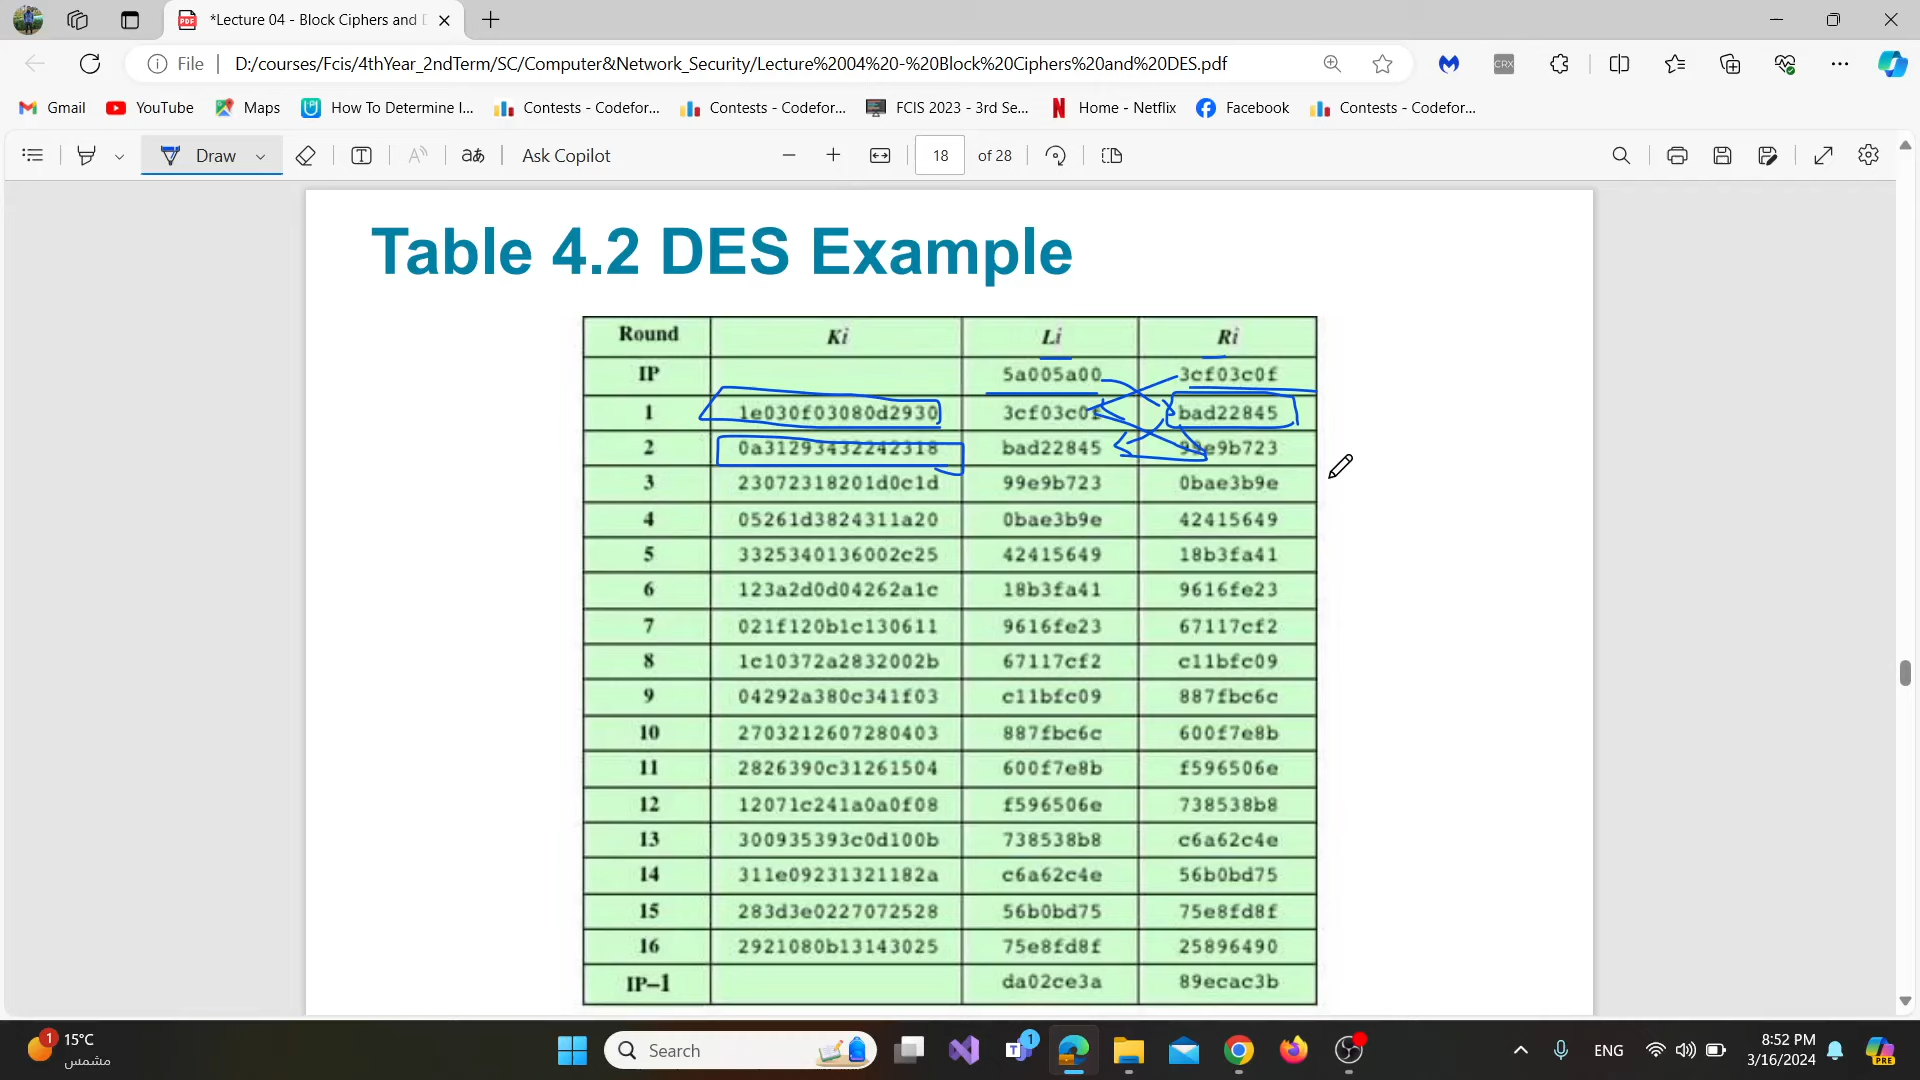 *Lecture 04 - Block Ciphers and D
File D:/courses/Fcis/4thYear_2ndTerm/SC/Computer&Network_Security/Lecture%2004%20-%20Block%20Ciphers%20and%20DES.pdf CRX
Gmail YouTube Maps How To Determine I... Contests - Codefor... Contests - Codefor... FCIS 2023 - 3rd Se... Home - Netflix Facebook Contests - Codefor...
Draw Ask Copilot 18 of 28
Table 4.2 DES Example
Round Ki Li Ri
IP 5a005a00 3cf03c0f
1 1e030f03080d2930 3cf03c0f bad22845
2 0a31293432242318 bad22845 99e9b723
3 23072318201d0c1d 99e9b723 0bae3b9e
4 05261d3824311a20 0bae3b9e 42415649
5 3325340136002c25 42415649 18b3fa41
6 123a2d0d04262a1c 18b3fa41 9616fe23
7 021f120b1c130611 9616fe23 67117cf2
8 1c10372a2832002b 67117cf2 c11bfc09
9 04292a380c341f03 c11bfc09 887fbc6c
10 2703212607280403 887fbc6c 600f7e8b
11 2826390c31261504 600f7e8b f596506e
12 12071c241a0a0f08 f596506e 738538b8
13 300935393c0d100b 738538b8 c6a62c4e
14 311e09231321182a c6a62c4e 56b0bd75
15 283d3e0227072528 56b0bd75 75e8fd8f
16 2921080b13143025 75e8fd8f 25896490
IP–1 da02ce3a 89ecac3b
1 15°C
مشمس
Search
1
ENG
8:52 PM
3/16/2024
PRE